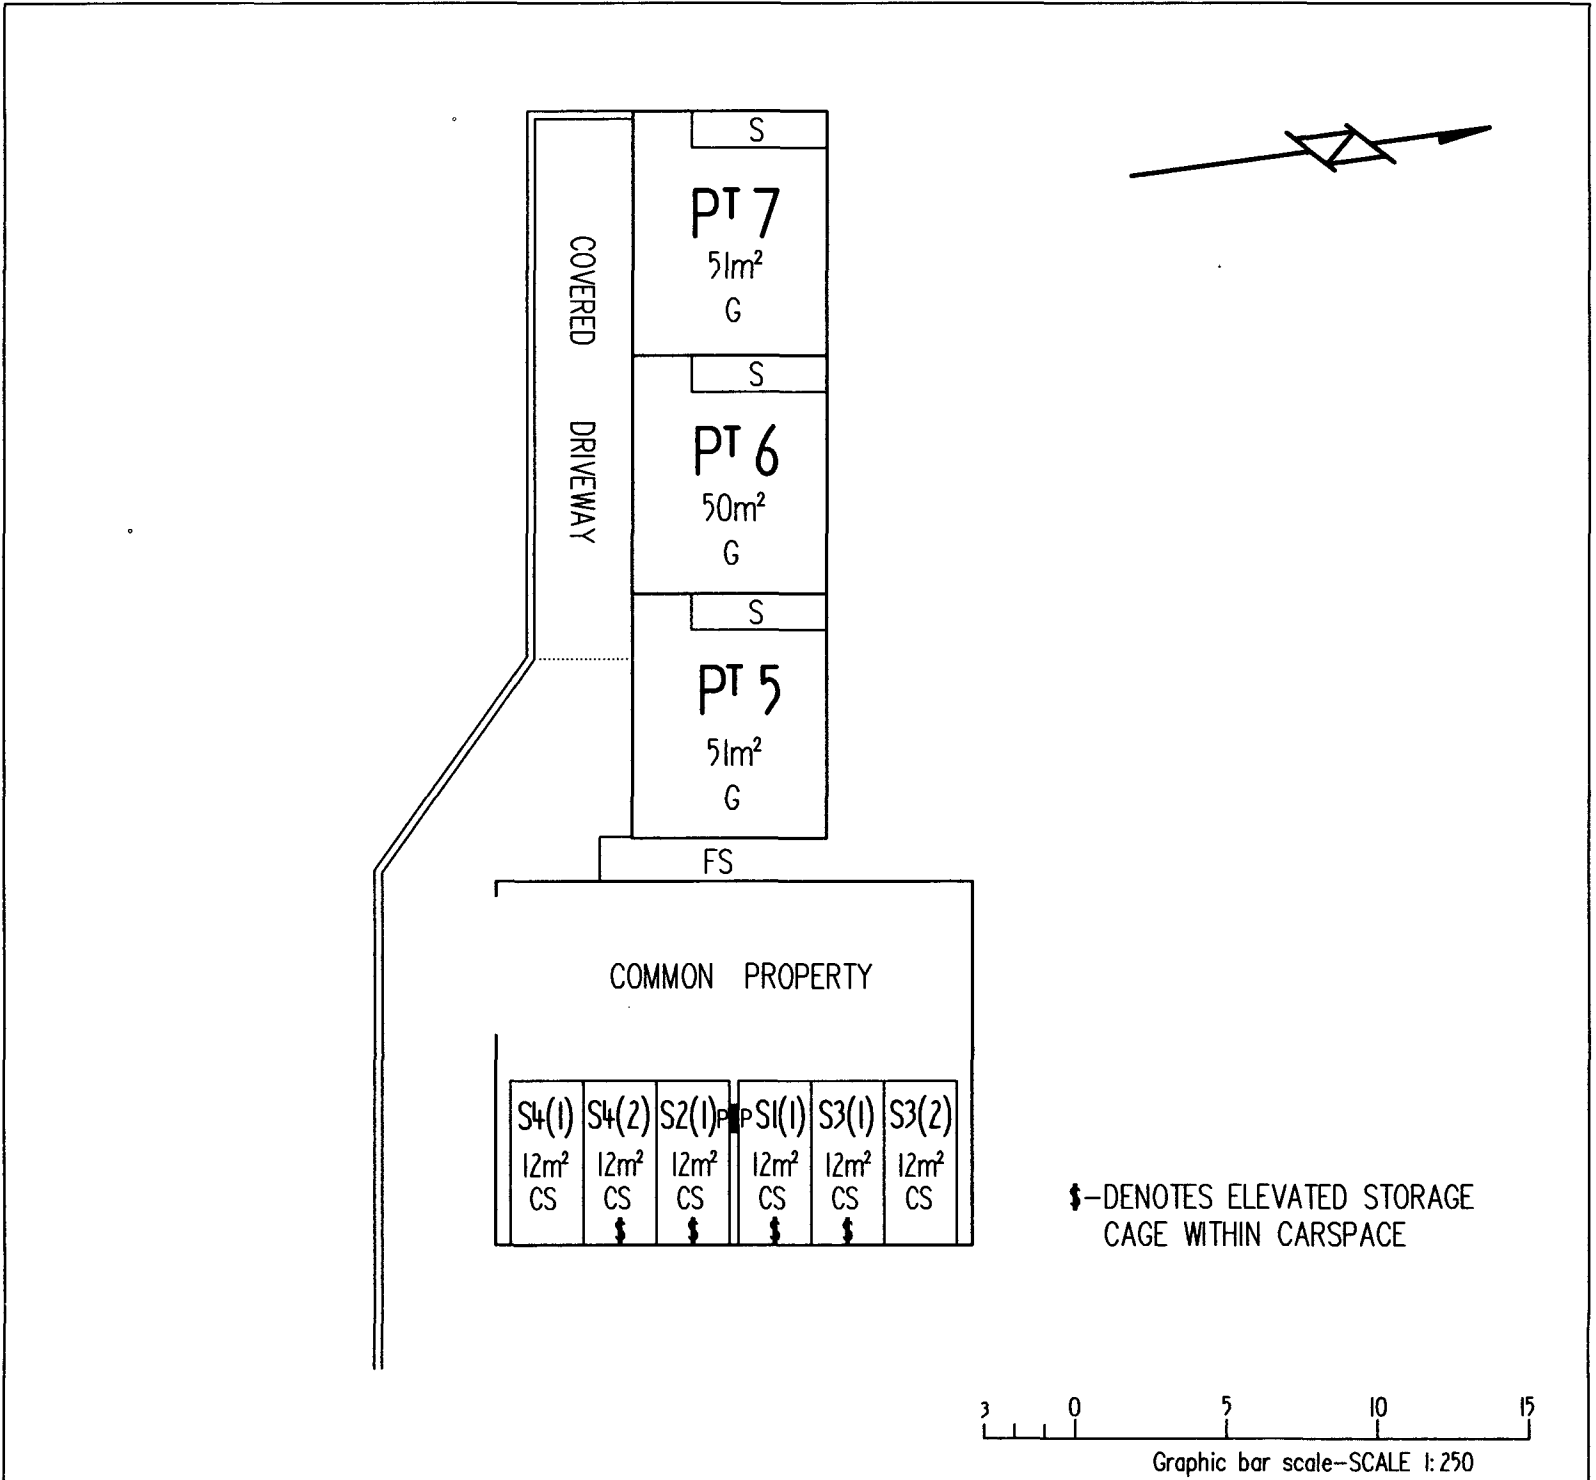 S
PT 7
51m²
G
COVERED DRIVEWAY
S
PT 6
50m²
G
S
PT 5
51m²
G
FS
COMMON PROPERTY
S4(1) S4(2) S2(1) P P S1(1) S3(1) S3(2)
12m² 12m² 12m² 12m² 12m² 12m²
CS CS CS CS CS CS
$ $ $ $
$-DENOTES ELEVATED STORAGE
CAGE WITHIN CARSPACE
3 0 5 10 15
Graphic bar scale-SCALE 1:250